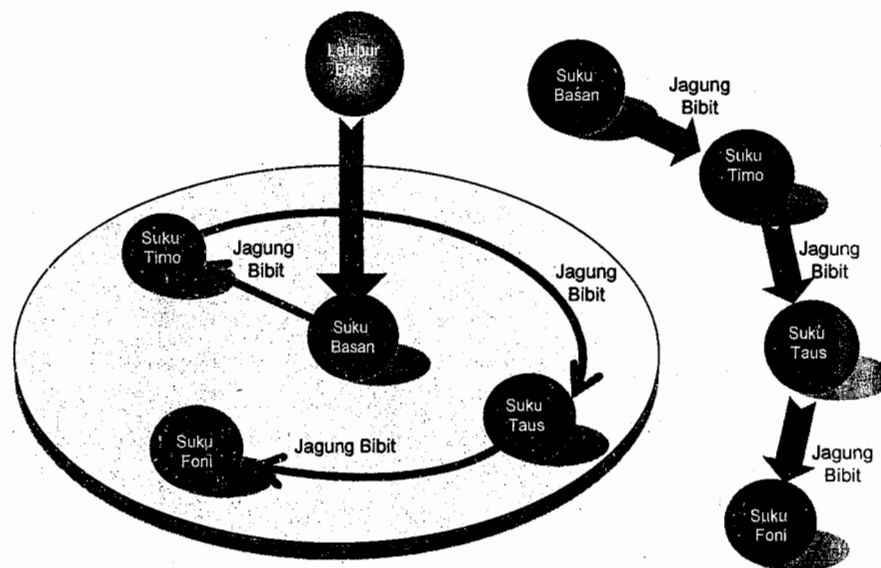 Leluhur
Desa
Suku
Timo
Jagung
Bibit
Suku
Basan
Jagung
Bibit
Suku
Taus
Jagung Bibit
Suku
Foni
Suku
Basan
Jagung
Bibit
Suku
Timo
Jagung
Bibit
Suku
Taus
Jagung
Bibit
Suku
Foni